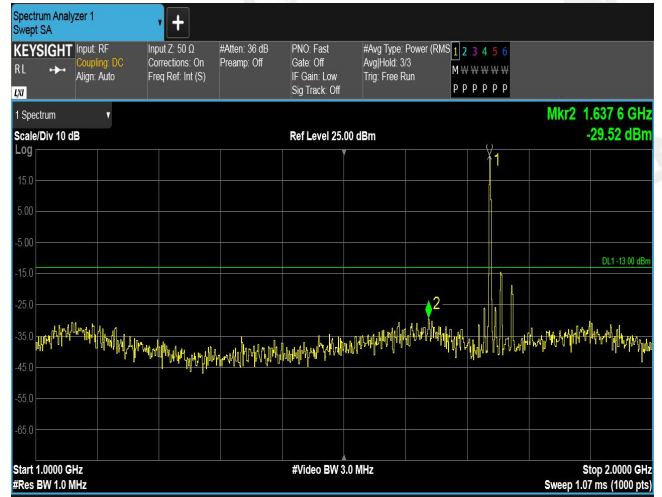 Spectrum Analyzer 1
Swept SA
+
KEYSIGHT Input: RF Input Z: 50 Ω #Atten: 36 dB PNO: Fast #Avg Type: Power (RMS 1 2 3 4 5 6
RL Coupling: DC Corrections: On Preamp: Off Gate: Off Avg|Hold: 3/3 M W W W W W
Align: Auto Freq Ref: Int (S) IF Gain: Low Trig: Free Run
LXI Sig Track: Off P P P P P P
1 Spectrum Mkr2 1.637 6 GHz
Scale/Div 10 dB Ref Level 25.00 dBm -29.52 dBm
Log
1
15.0
5.00
-5.00
DL1 -13.00 dBm
-15.0
-25.0
2
-35.0
-45.0
-55.0
-65.0
Start 1.0000 GHz #Video BW 3.0 MHz Stop 2.0000 GHz
#Res BW 1.0 MHz Sweep 1.07 ms (1000 pts)